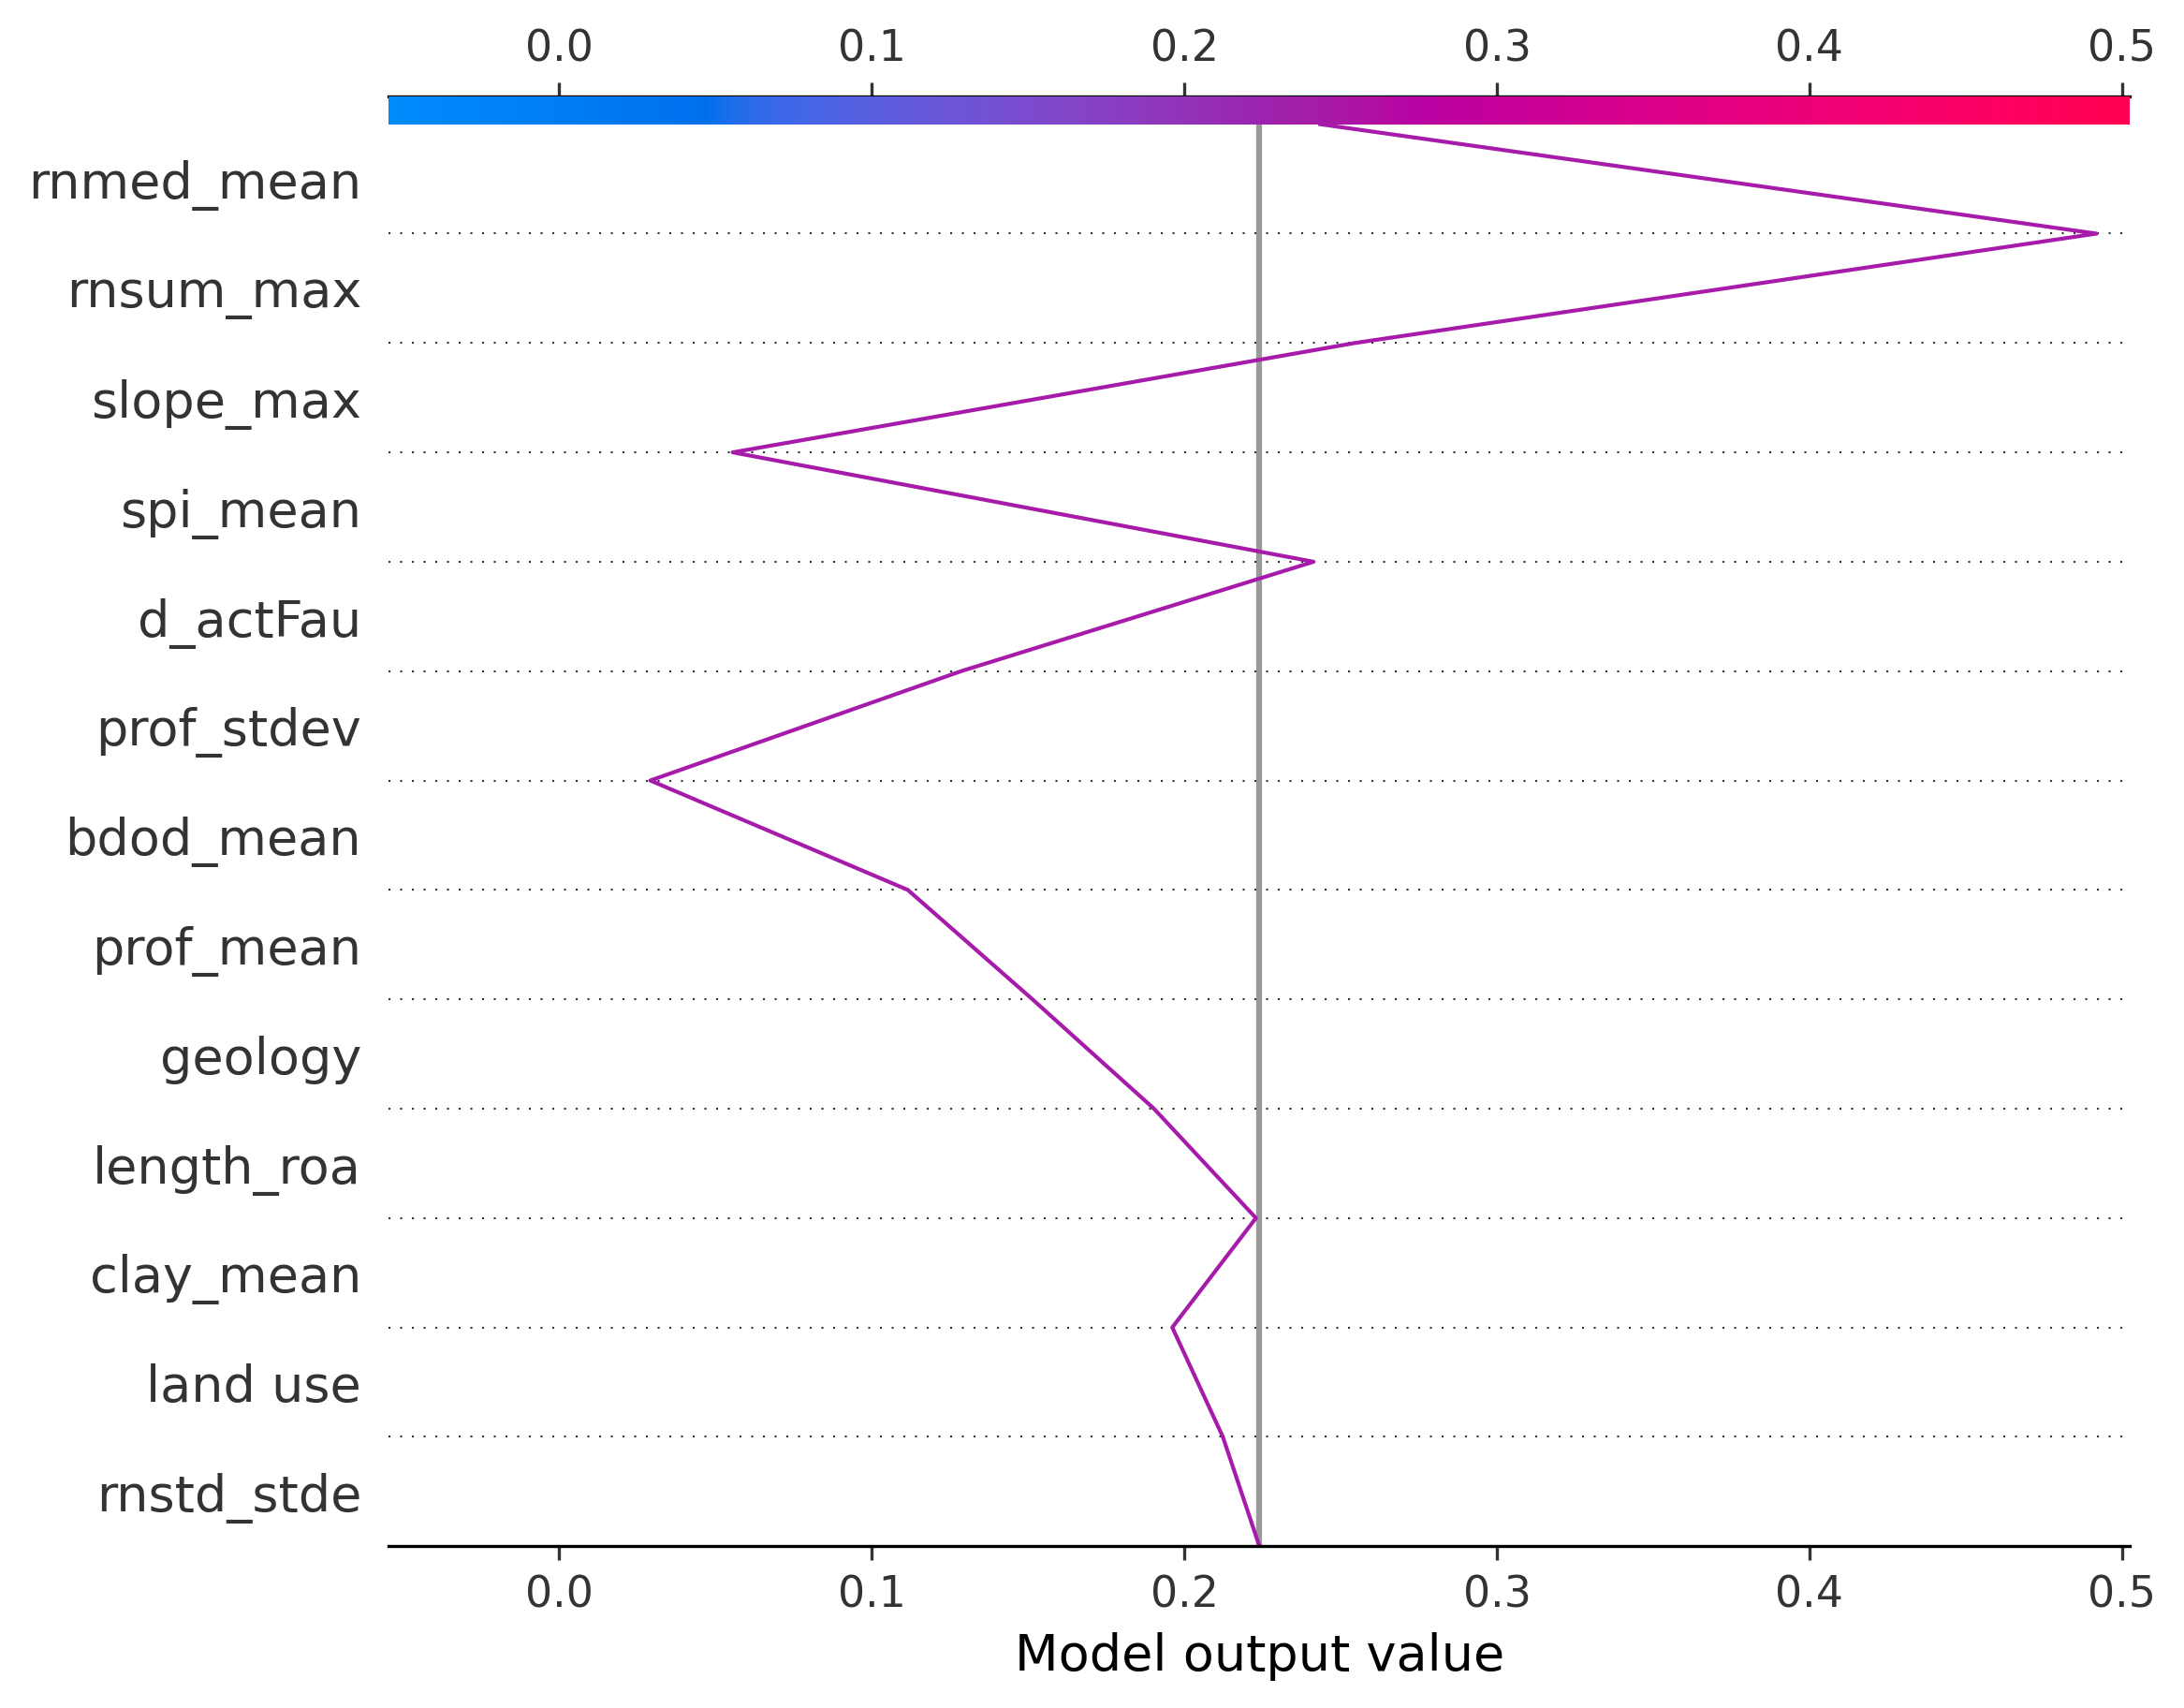 0.0 0.1 0.2 0.3 0.4 0.5
rnmed_mean
rnsum_max
slope_max
spi_mean
d_actFau
prof_stdev
bdod_mean
prof_mean
geology
length_roa
clay_mean
land use
rnstd_stde
0.0 0.1 0.2 0.3 0.4 0.5
Model output value